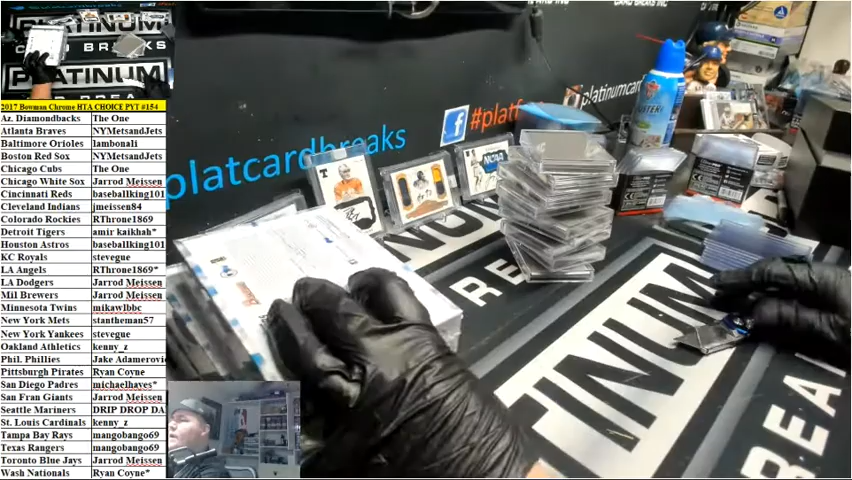 PLATINUM
CARD BREAKS
PLATINUM
2017 Bowman Chrome HTA CHOICE PYT #154
Az. Diamondbacks The One
Atlanta Braves NYMetsandJets
Baltimore Orioles lambonali
Boston Red Sox NYMetsandJets
Chicago Cubs The One
Chicago White Sox Jarrod Meissen
Cincinati Reds baseballking101
Cleveland Indians jmeissen84
Colorado Rockies RThrone1869
Detroit Tigers amir kaikhah*
Houston Astros baseballking101
KC Royals stevegue
LA Angels RThrone1869*
LA Dodgers Jarrod Meissen
Mil Brewers Jarrod Meissen
Minnesota Twins mikawlbbc
New York Mets stantheman57
New York Yankees stevegue
Oakland Athletics kenny_z
Phil. Phillies Jake Adamerovi
Pittsburgh Pirates Ryan Coyne
San Diego Padres michaelhayes*
San Fran Giants Jarrod Meissen
Seattle Mariners DRIP DROP DA
St. Louis Cardinals kenny_z
Tampa Bay Rays mangobango69
Texas Rangers mangobango69
Toronto Blue Jays Jarrod Meissen
Wash Nationals Ryan Coyne*
platcardbreaks
f #platf
platinumcar
NCAA
INUM
REA